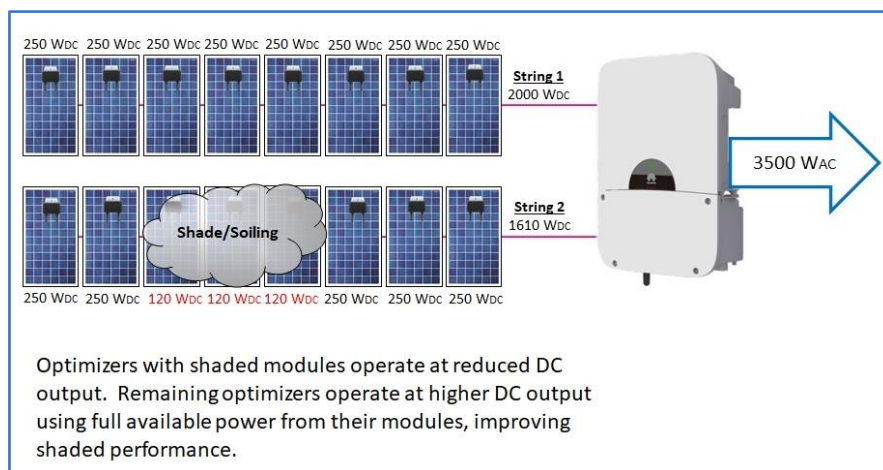 250 WDC 250 WDC 250 WDC 250 WDC 250 WDC 250 WDC 250 WDC 250 WDC
String 1
2000 WDC
3500 WAC
Shade/Soiling
String 2
1610 WDC
250 WDC 250 WDC 120 WDC 120 WDC 120 WDC 250 WDC 250 WDC 250 WDC
Optimizers with shaded modules operate at reduced DC
output.  Remaining optimizers operate at higher DC output
using full available power from their modules, improving
shaded performance.